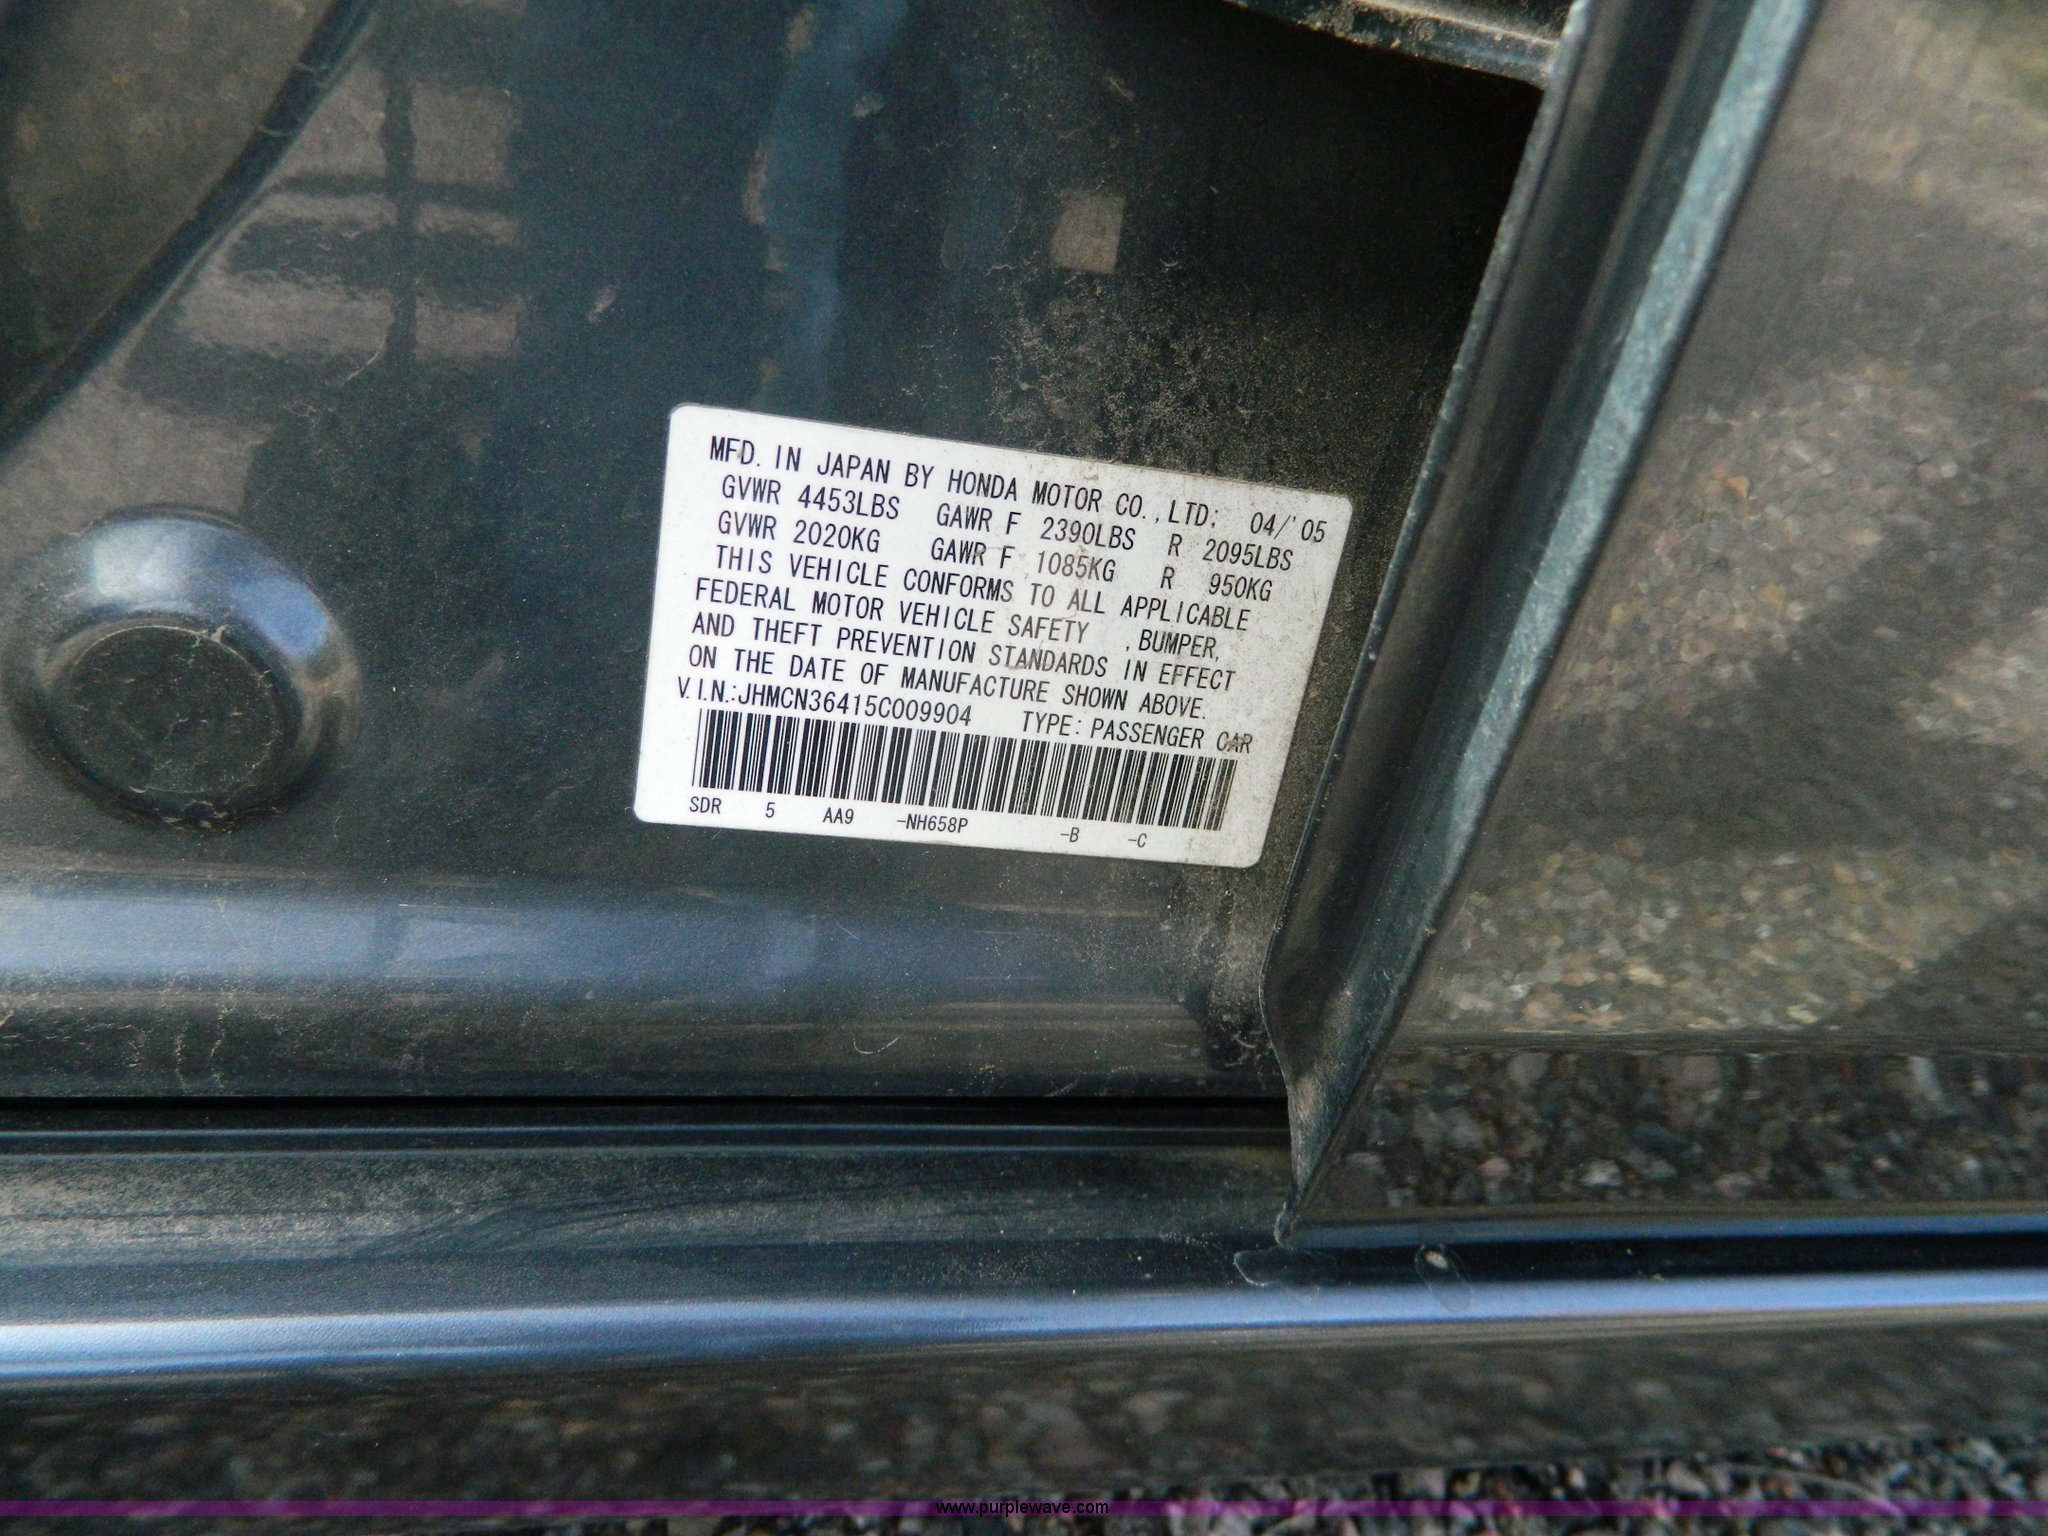 MFD. IN JAPAN BY HONDA MOTOR CO.,LTD; 04/'05
GVWR 4453LBS GAWR F 2390LBS R 2095LBS
GVWR 2020KG GAWR F 1085KG R 950KG
THIS VEHICLE CONFORMS TO ALL APPLICABLE
FEDERAL MOTOR VEHICLE SAFETY , BUMPER,
AND THEFT PREVENTION STANDARDS IN EFFECT
ON THE DATE OF MANUFACTURE SHOWN ABOVE.
V.I.N.:JHMCN36415C009904 TYPE: PASSENGER CAR
SDR 5 AA9 -NH658P -B -C
www.purplewave.com